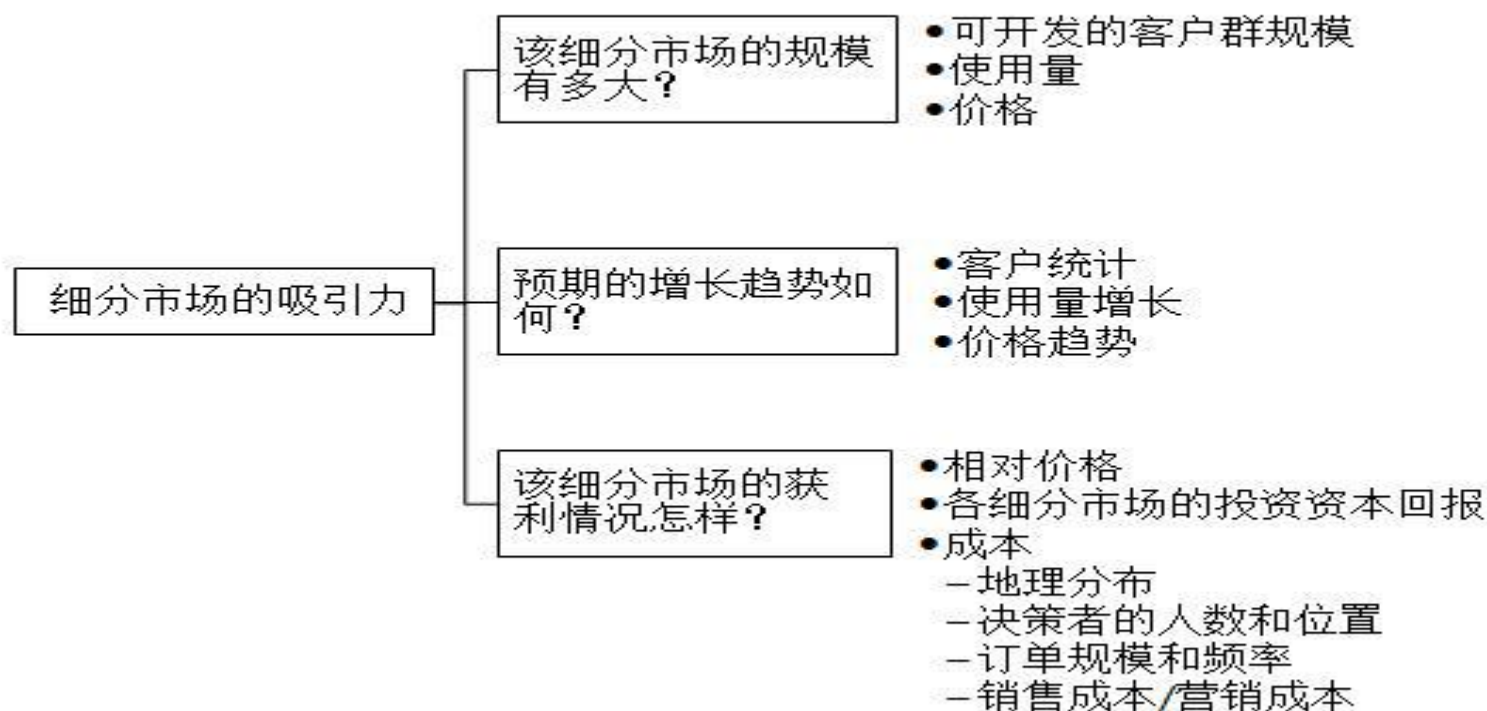 该细分市场的规模
有多大？
•可开发的客户群规模
•使用量
•价格
细分市场的吸引力
预期的增长趋势如
何？
•客户统计
•使用量增长
•价格趋势
该细分市场的获
利情况怎样？
•相对价格
•各细分市场的投资资本回报
•成本
–地理分布
–决策者的人数和位置
–订单规模和频率
–销售成本/营销成本